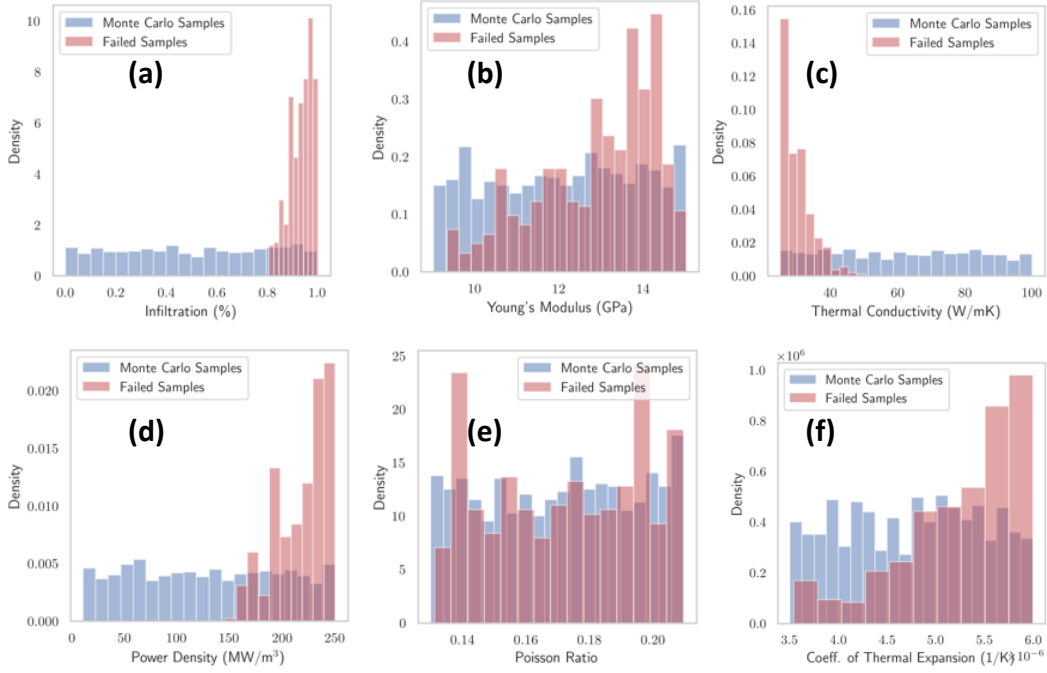 Monte Carlo Samples
Failed Samples
(a)
10
8
6
4
2
0
Density
0.0 0.2 0.4 0.6 0.8 1.0
Infiltration (%)
Monte Carlo Samples
Failed Samples
(b)
0.4
0.3
0.2
0.1
0.0
Density
10 12 14
Young's Modulus (GPa)
0.16
0.14
0.12
0.10
0.08
0.06
0.04
0.02
0.00
Density
Monte Carlo Samples
Failed Samples
(c)
40 60 80 100
Thermal Conductivity (W/mK)
Monte Carlo Samples
Failed Samples
(d)
0.020
0.015
0.010
0.005
0.000
Density
0 50 100 150 200 250
Power Density (MW/m³)
25
20
15
10
5
0
Density
Monte Carlo Samples
Failed Samples
(e)
0.14 0.16 0.18 0.20
Poisson Ratio
×10⁶
1.0
0.8
0.6
0.4
0.2
0.0
Density
Monte Carlo Samples
Failed Samples
(f)
3.5 4.0 4.5 5.0 5.5 6.0
Coeff. of Thermal Expansion (1/K)
×10⁻⁶